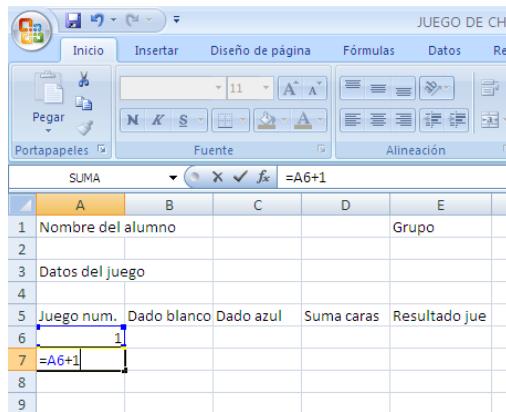 JUEGO DE CH
Inicio Insertar Diseño de página Fórmulas Datos Re
Pegar
11 A A
N K S A
Portapapeles Fuente Alineación
SUMA fx =A6+1
A B C D E
1 Nombre del alumno Grupo
2
3 Datos del juego
4
5 Juego num. Dado blanco Dado azul Suma caras Resultado jue
6 1
7 =A6+1
8
9